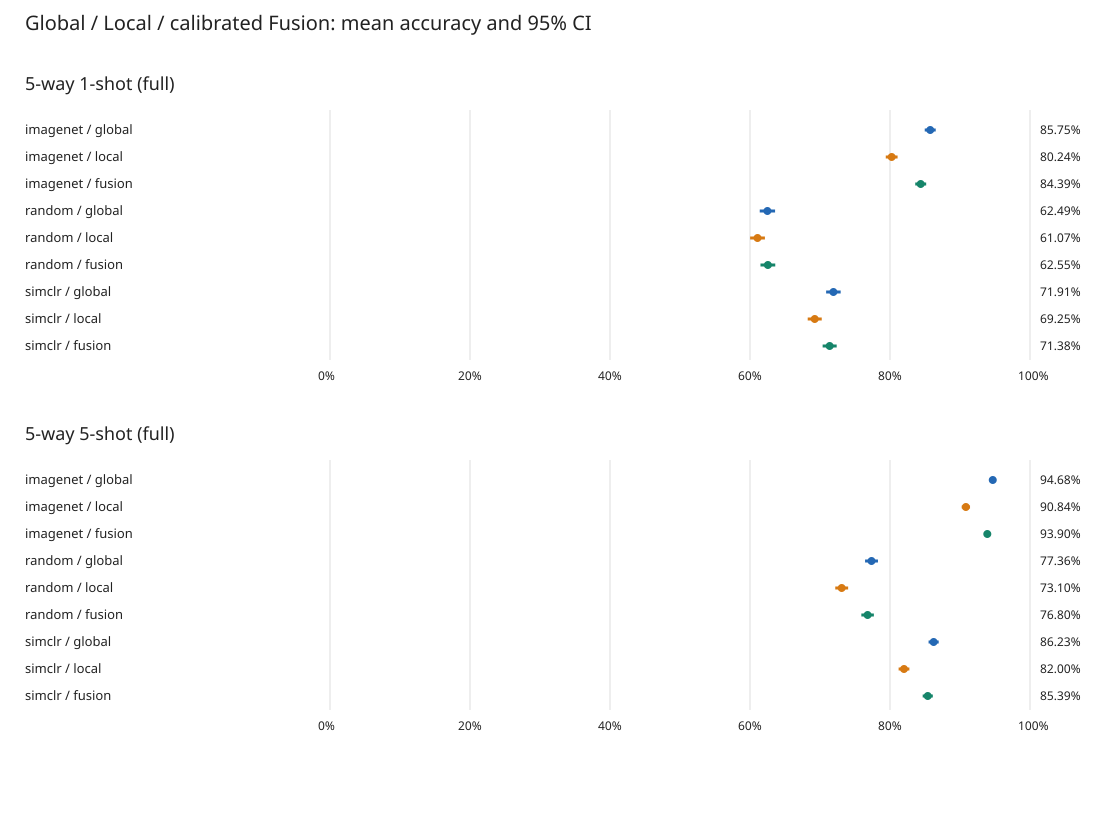 Global / Local / calibrated Fusion: mean accuracy and 95% CI
5-way 1-shot (full)
imagenet / global 85.75%
imagenet / local 80.24%
imagenet / fusion 84.39%
random / global 62.49%
random / local 61.07%
random / fusion 62.55%
simclr / global 71.91%
simclr / local 69.25%
simclr / fusion 71.38%
0% 20% 40% 60% 80% 100%
5-way 5-shot (full)
imagenet / global 94.68%
imagenet / local 90.84%
imagenet / fusion 93.90%
random / global 77.36%
random / local 73.10%
random / fusion 76.80%
simclr / global 86.23%
simclr / local 82.00%
simclr / fusion 85.39%
0% 20% 40% 60% 80% 100%